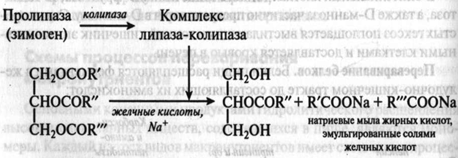 Пролипаза колипаза Комплекс
(зимоген) липаза-колипаза
CH₂OCOR' CH₂OH
CHOCOR'' желчные кислоты, Na⁺ CHOCOR'' + R'COONa + R'''COONa
CH₂OCOR''' CH₂OH
натриевые мыла жирных кислот,
эмультированные солями
желчных кислот